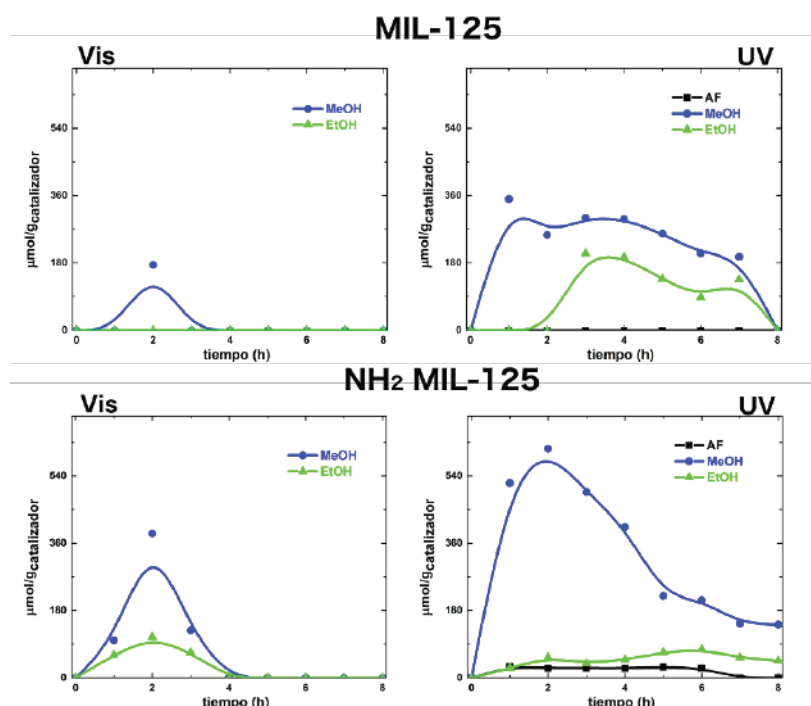 MIL-125
Vis
UV
MeOH
EtOH
AF
MeOH
EtOH
540
360
180
0
µmol/gcatalizador
0 2 4 6 8
tiempo (h)
540
360
180
0
µmol/gcatalizador
0 2 4 6 8
tiempo (h)
NH2 MIL-125
Vis
UV
MeOH
EtOH
AF
MeOH
EtOH
540
360
180
0
µmol/gcatalizador
0 2 4 6 8
tiempo (h)
540
360
180
0
µmol/gcatalizador
0 2 4 6 8
tiempo (h)